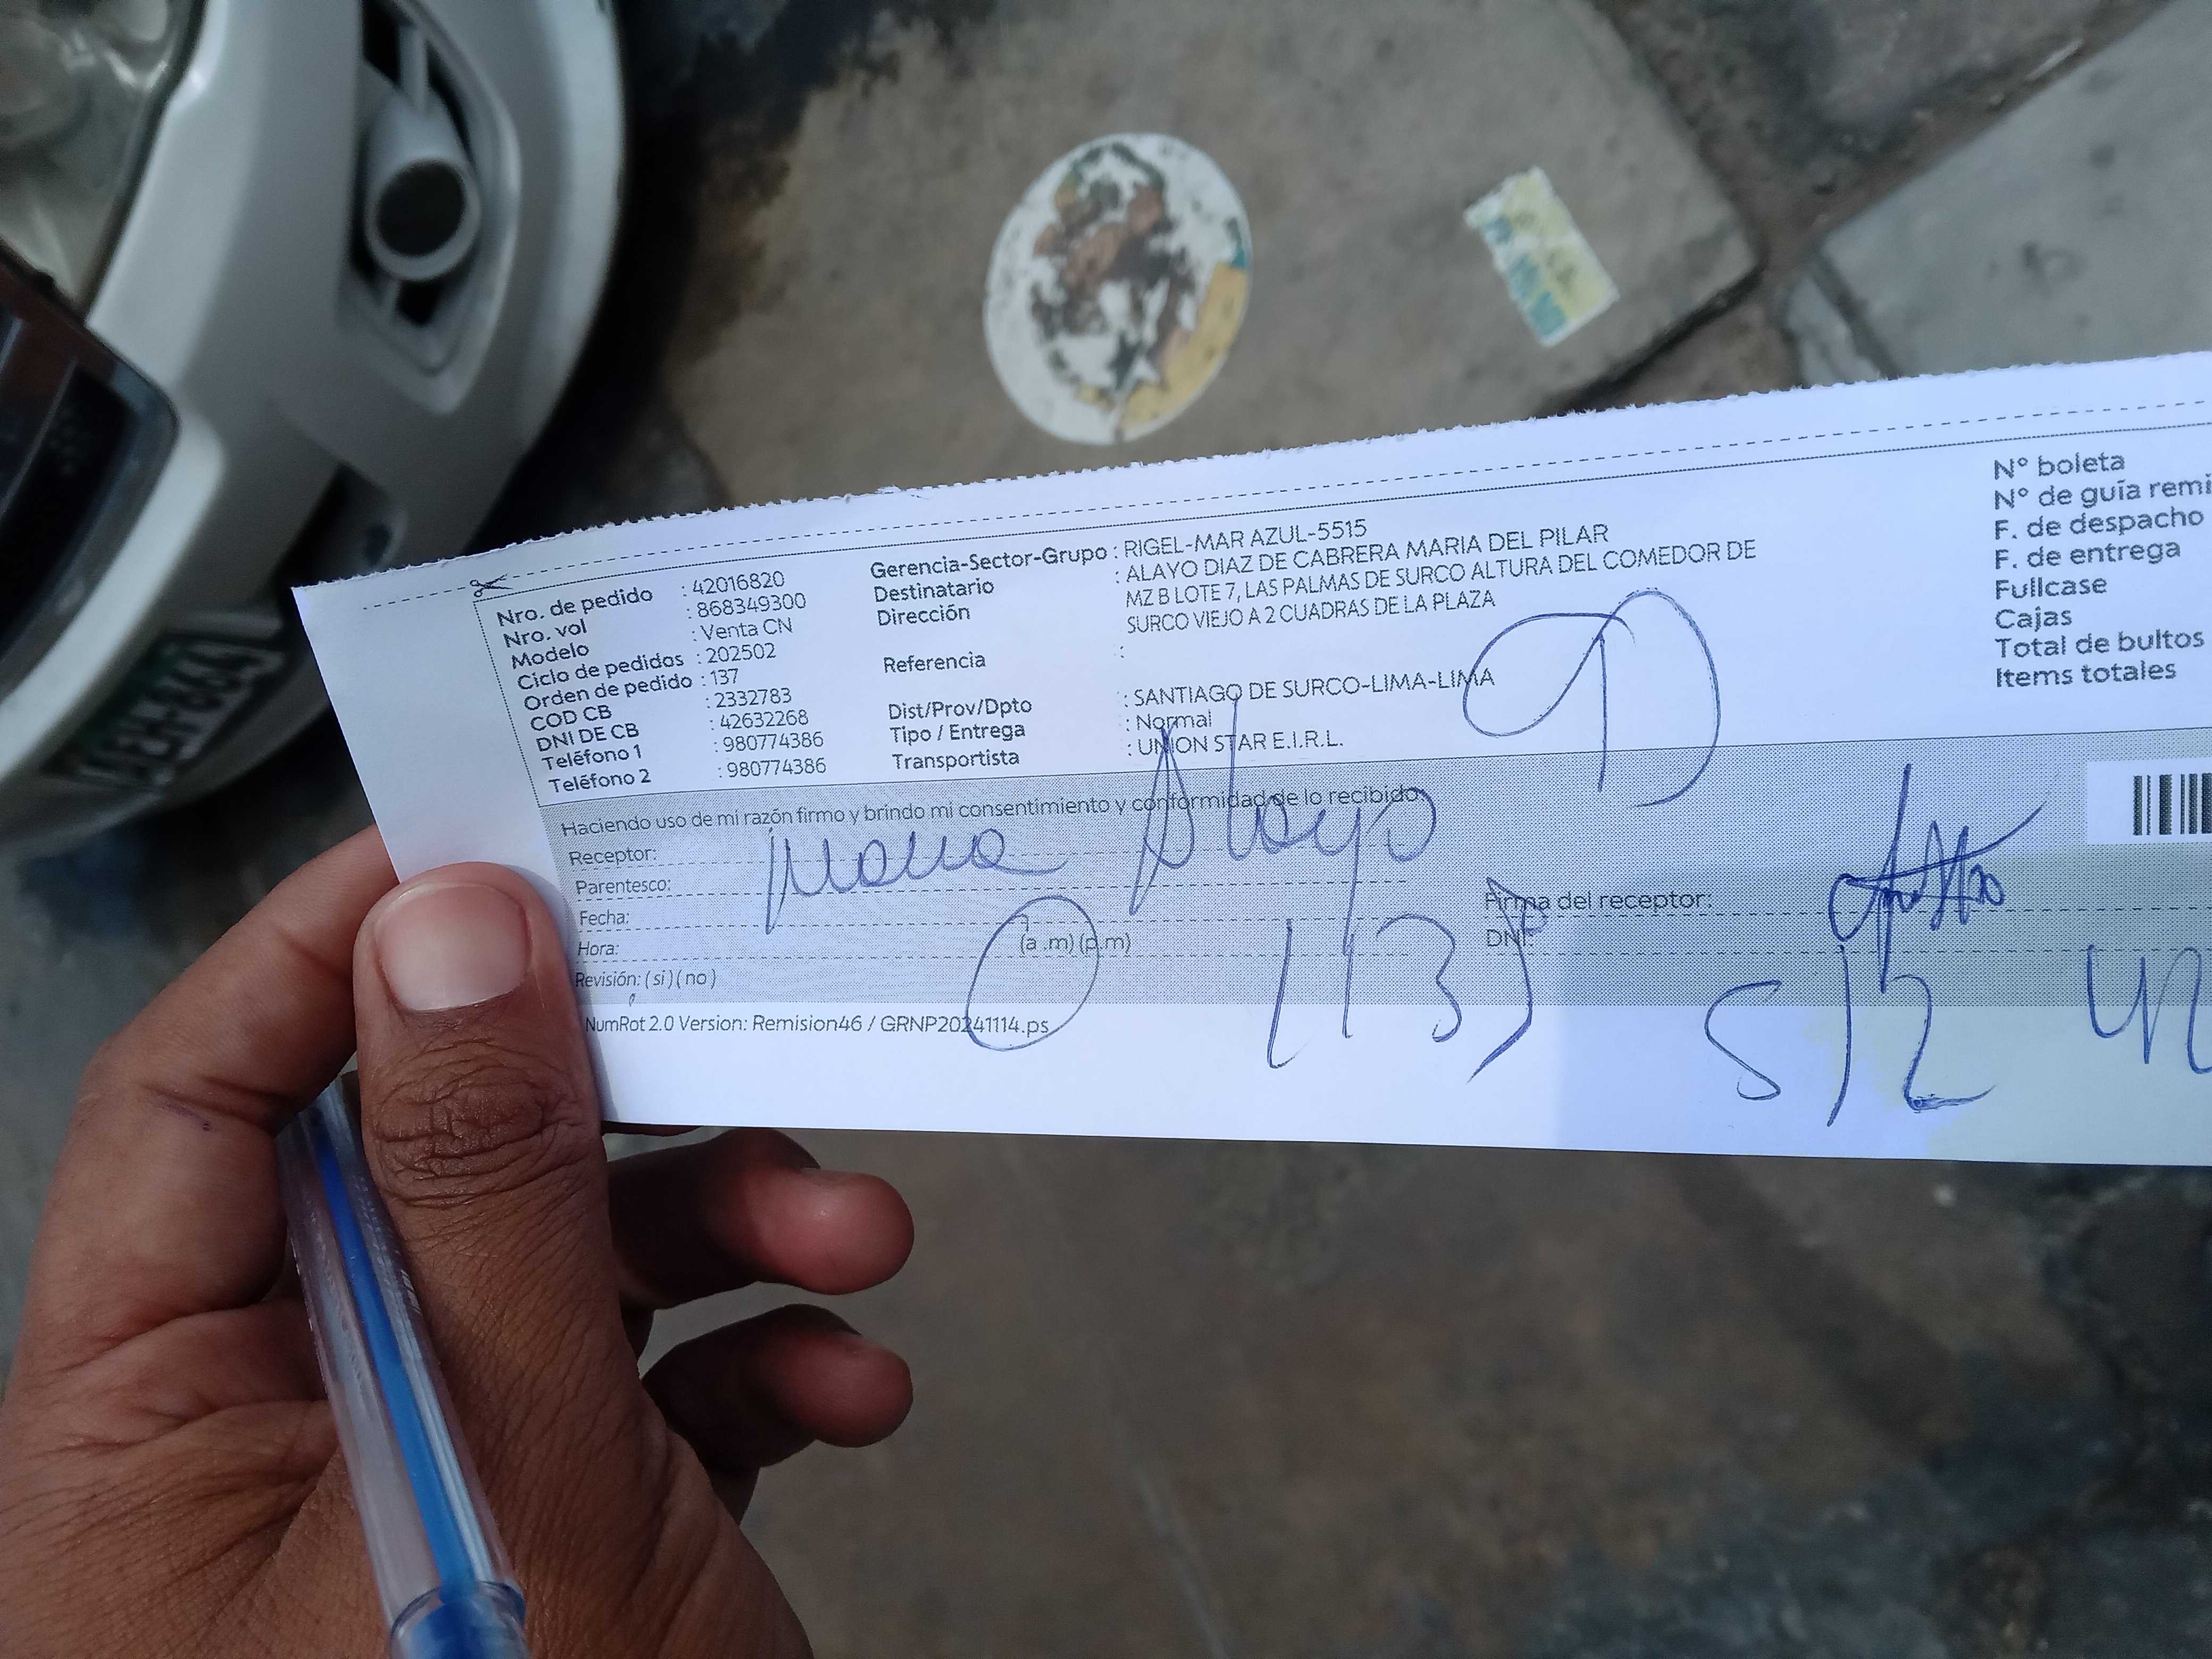 Nro. de pedido : 42016820
Nro. vol : 868349300
Modelo : Venta CN
Ciclo de pedidos : 202502
Orden de pedido : 137
COD CB : 2332783
DNI DE CB : 42632268
Teléfono 1 : 980774386
Teléfono 2 : 980774386
Gerencia-Sector-Grupo : RIGEL-MAR AZUL-5515
Destinatario : ALAYO DIAZ DE CABRERA MARIA DEL PILAR
Dirección : MZ B LOTE 7, LAS PALMAS DE SURCO ALTURA DEL COMEDOR DE
SURCO VIEJO A 2 CUADRAS DE LA PLAZA
Referencia :
Dist/Prov/Dpto : SANTIAGO DE SURCO-LIMA-LIMA
Tipo / Entrega : Normal
Transportista : UNION STAR E.I.R.L.
N° boleta
N° de guía remi
F. de despacho
F. de entrega
Fullcase
Cajas
Total de bultos
Items totales
Haciendo uso de mi razón firmo y brindo mi consentimiento y conformidad de lo recibido.
Receptor: Maria Alayo
Parentesco:
Fecha:
Hora: (a .m) (p.m)
Revisión: ( si ) ( no )
Firma del receptor:
DNI:
5/2
NumRot 2.0 Version: Remision46 / GRNP20241114.ps